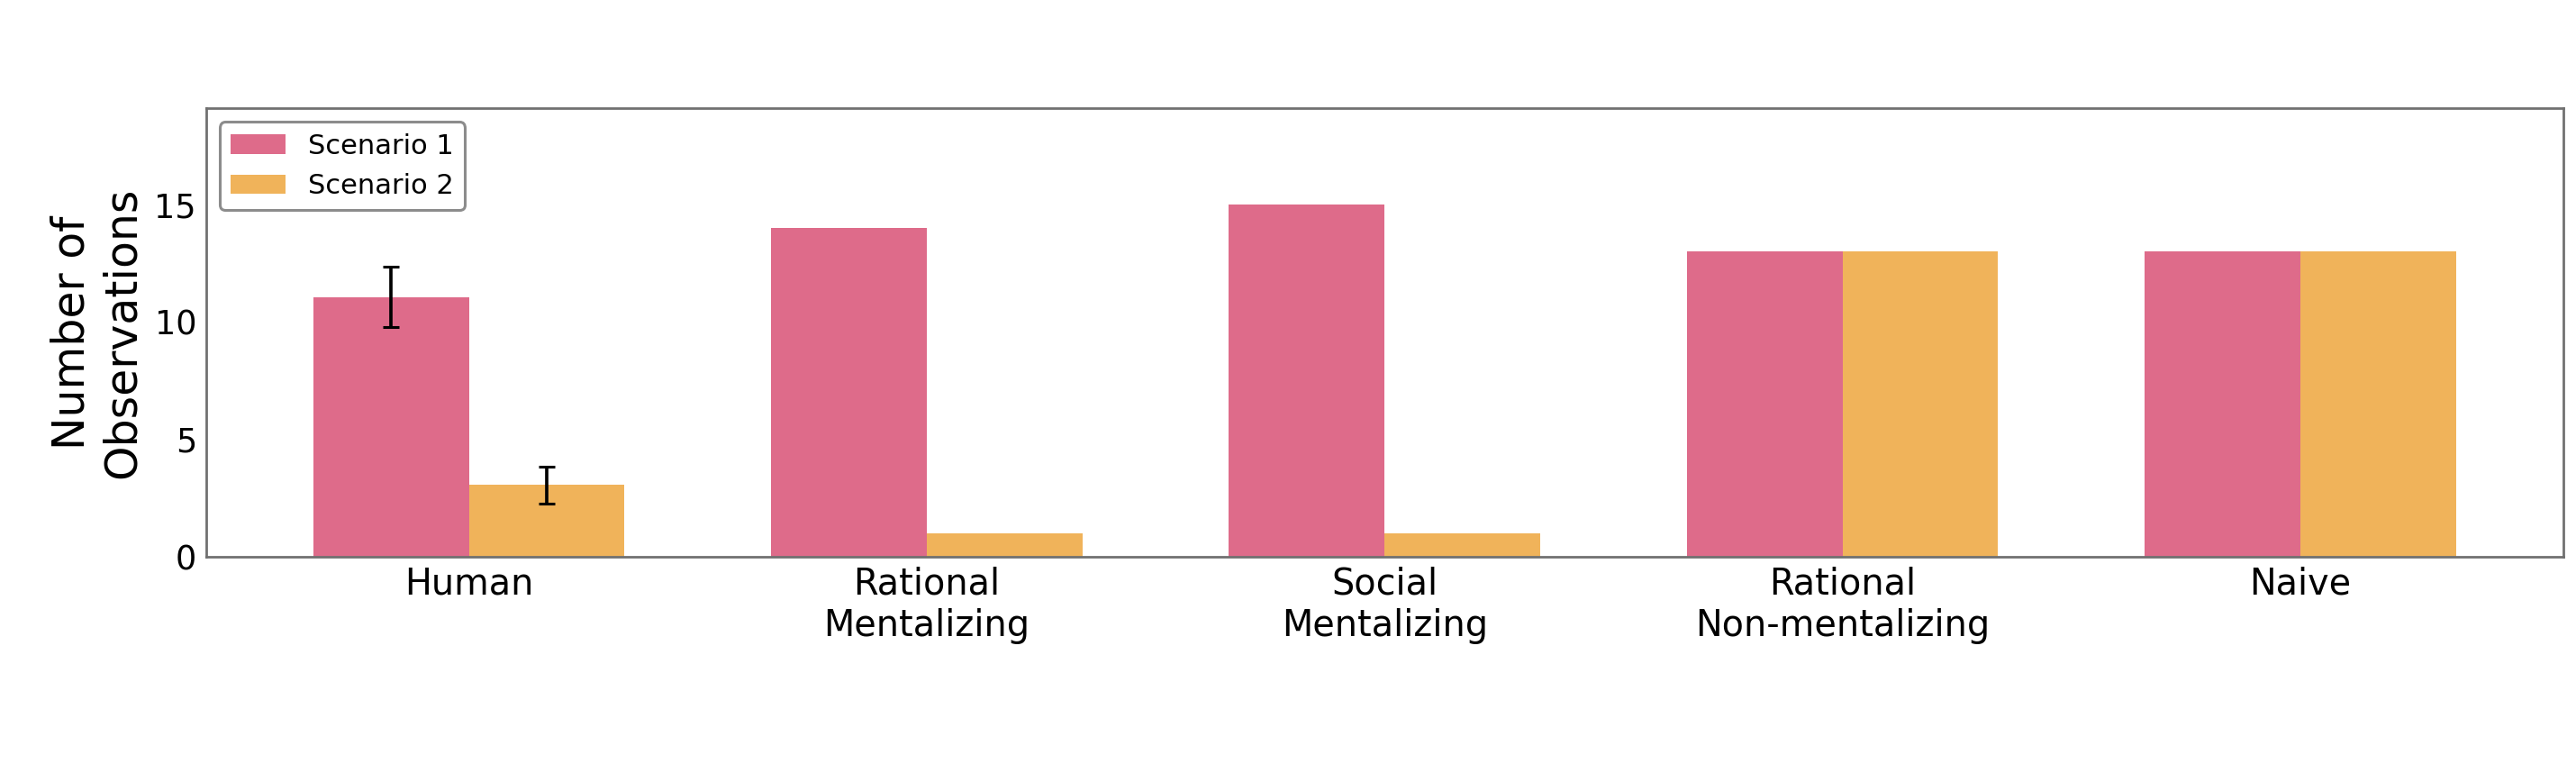 Scenario 1
Scenario 2
Number of
Observations
15
10
5
0
Human
Rational
Mentalizing
Social
Mentalizing
Rational
Non-mentalizing
Naive